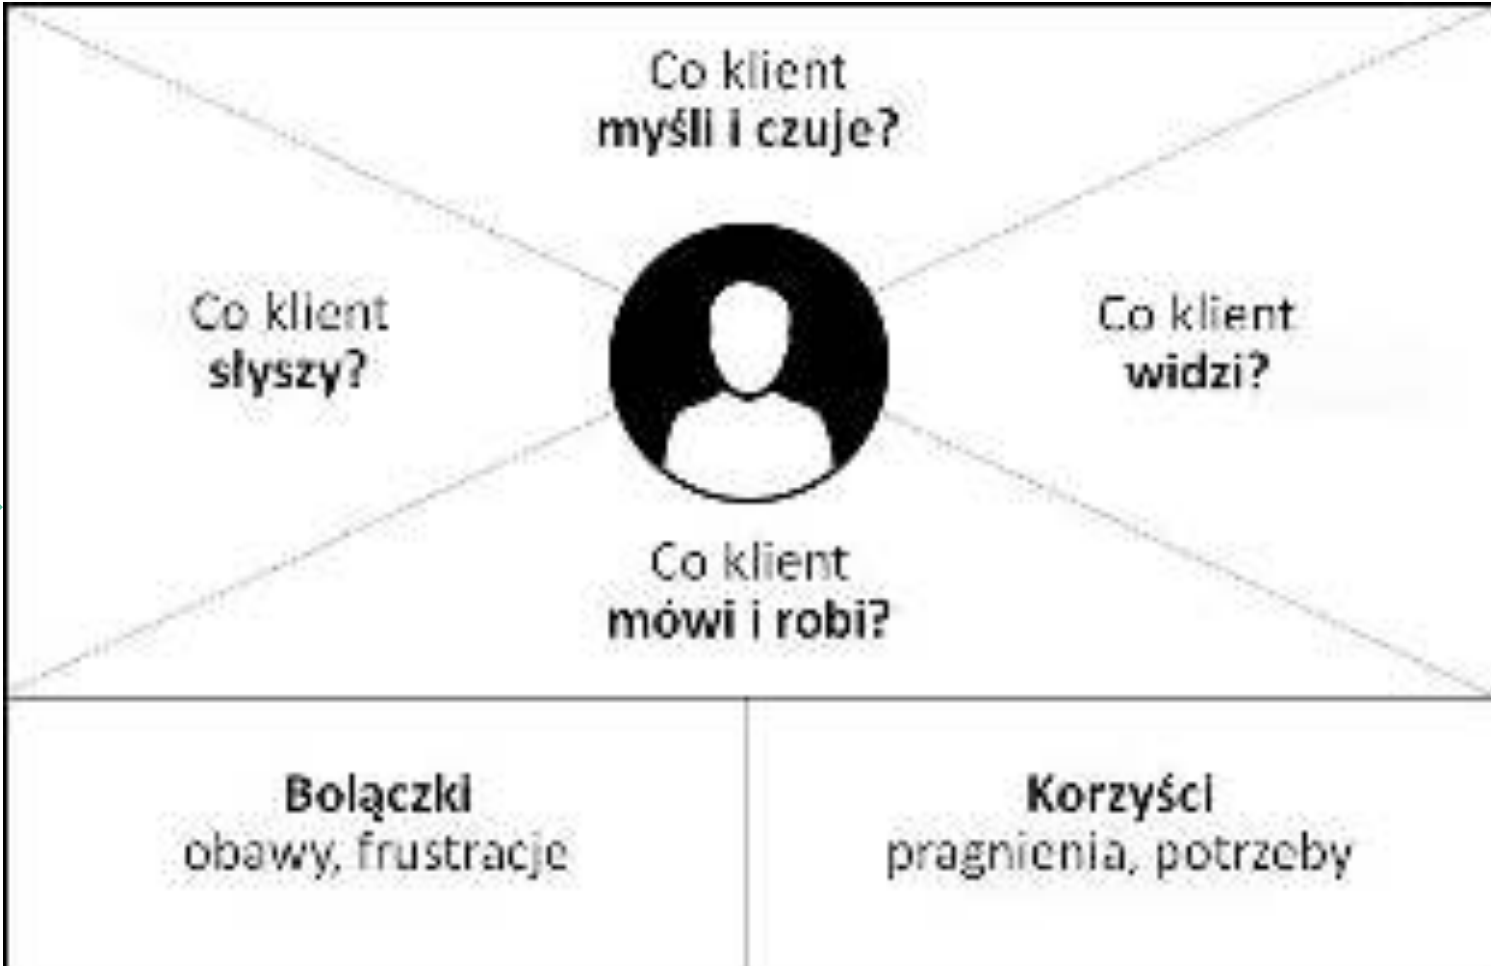 Co klient
myśli i czuje?
Co klient
słyszy?
Co klient
widzi?
Co klient
mówi i robi?
Bolączki
obawy, frustracje
Korzyści
pragnienia, potrzeby